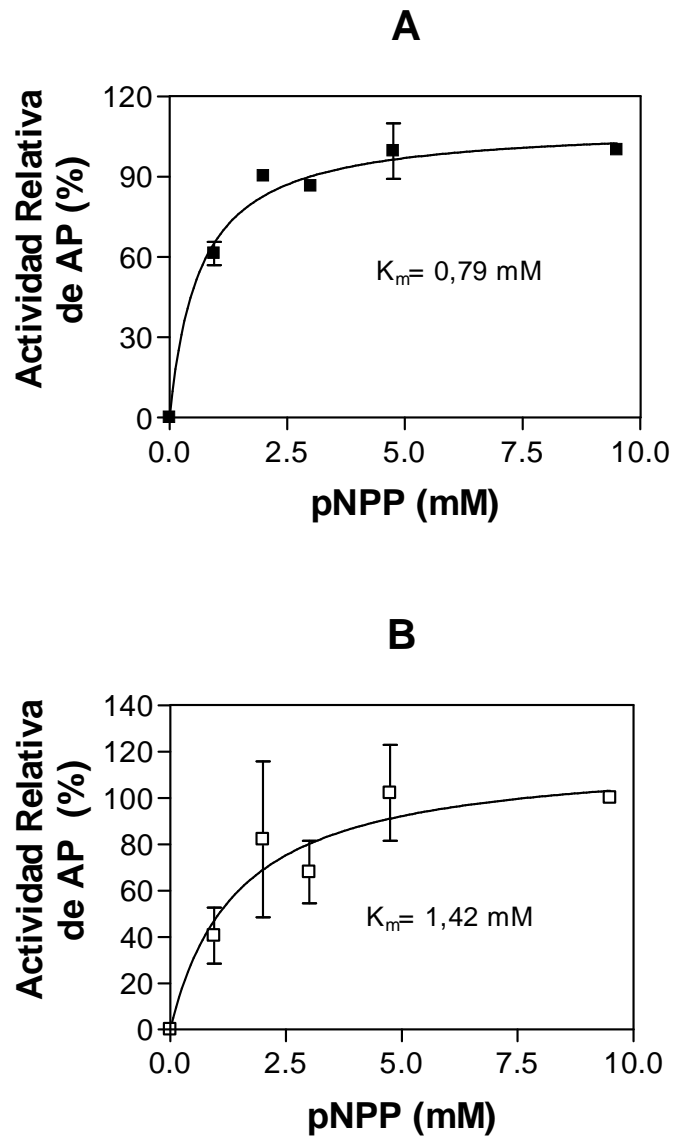 A
Actividad Relativa
de AP (%)
120
90
60
30
0
K_m= 0,79 mM
0.0 2.5 5.0 7.5 10.0
pNPP (mM)
B
Actividad Relativa
de AP (%)
140
120
100
80
60
40
20
0
K_m= 1,42 mM
0.0 2.5 5.0 7.5 10.0
pNPP (mM)